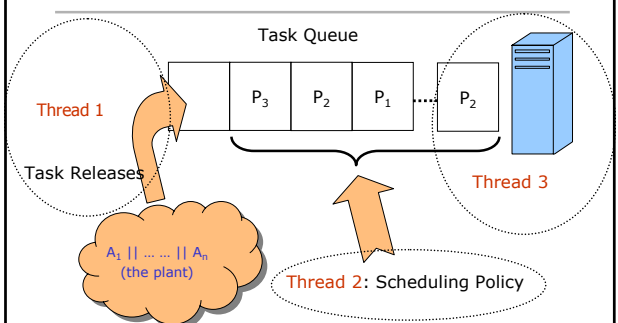 Task Queue
Thread 1
P₃ P₂ P₁ P₂
Task Releases
Thread 3
A₁ || ... ... || Aₙ
(the plant)
Thread 2: Scheduling Policy